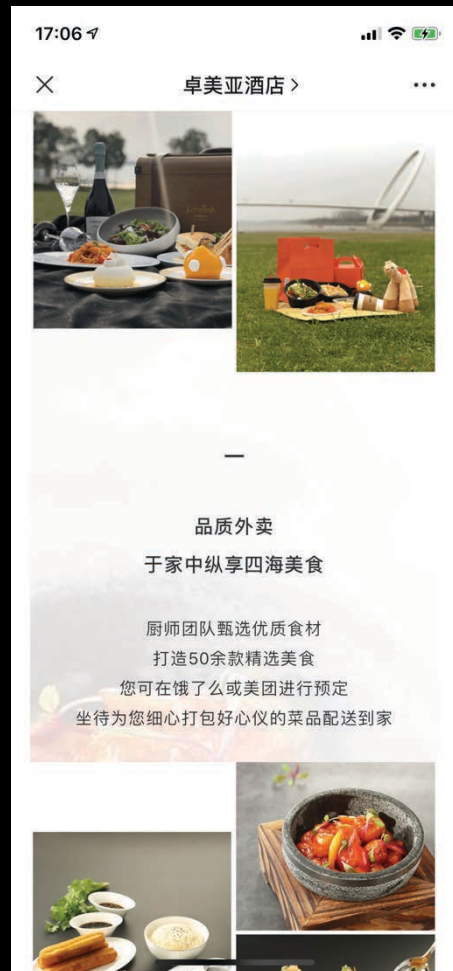 17:06
卓美亚酒店
品质外卖
于家中纵享四海美食
厨师团队甄选优质食材
打造50余款精选美食
您可在饿了么或美团进行预定
坐待为您细心打包好心仪的菜品配送到家